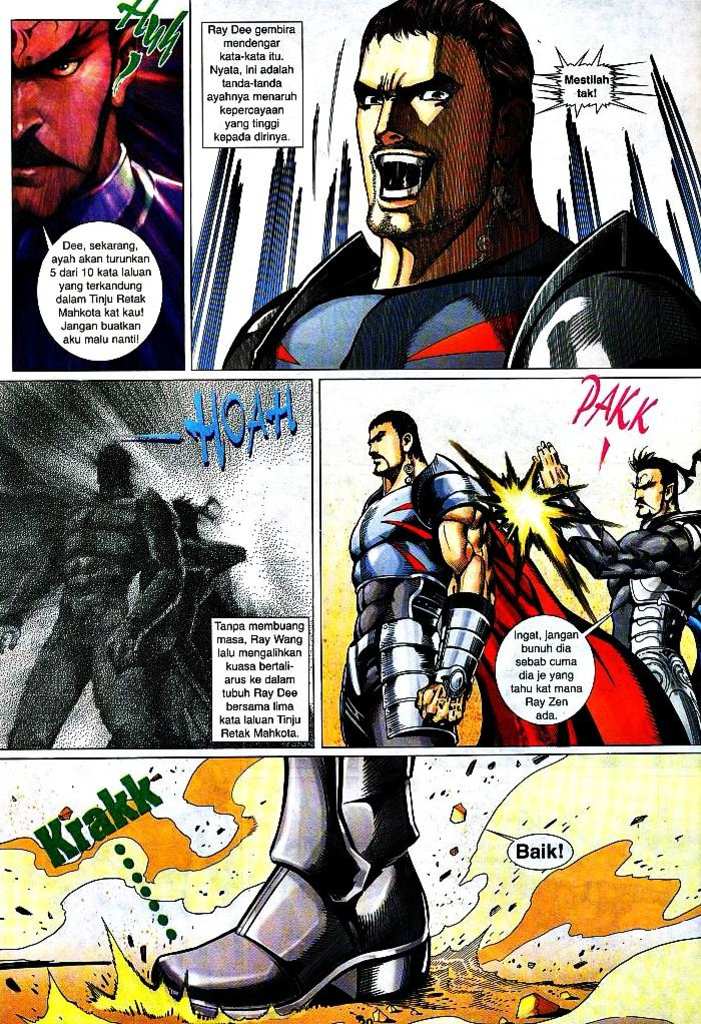 Huh
Dee, sekarang,
ayah akan turunkan
5 dari 10 kata laluan
yang terkandung
dalam Tinju Retak
Mahkota kat kau!
Jangan buatkan
aku malu nanti!
Ray Dee gembira
mendengar
kata-kata itu.
Nyata, ini adalah
tanda-tanda
ayahnya menaruh
kepercayaan
yang tinggi
kepada dirinya.
Mestilah
tak!
HOAH
Tanpa membuang
masa, Ray Wang
lalu mengalihkan
kuasa bertali-
arus ke dalam
tubuh Ray Dee
bersama lima
kata laluan Tinju
Retak Mahkota.
PAKK
!
Ingat, jangan
bunuh dia
sebab cuma
dia je yang
tahu kat mana
Ray Zen
ada.
Krakk
Baik!